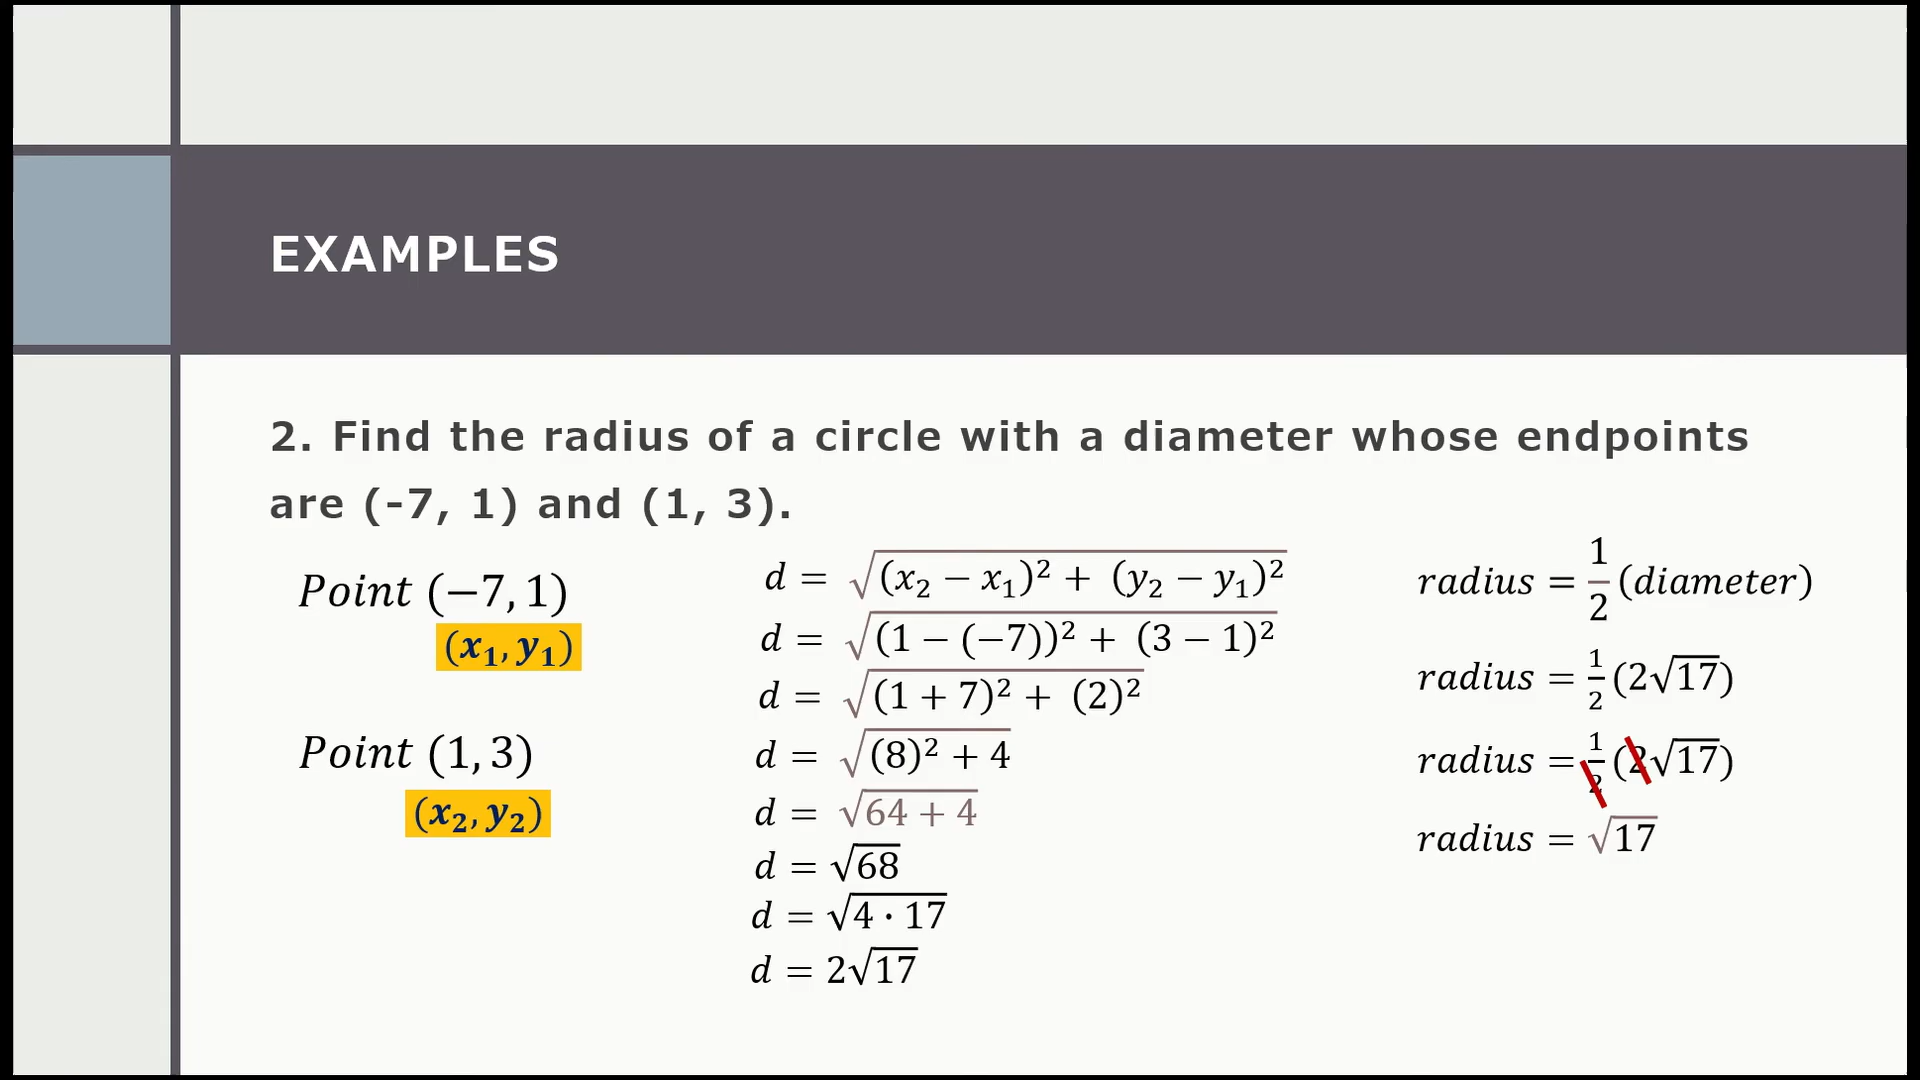 EXAMPLES
2. Find the radius of a circle with a diameter whose endpoints
are (-7, 1) and (1, 3).
Point (−7, 1)
(x₁, y₁)
Point (1, 3)
(x₂, y₂)
d = √(x₂ − x₁)² + (y₂ − y₁)²
d = √(1 − (−7))² + (3 − 1)²
d = √(1 + 7)² + (2)²
d = √(8)² + 4
d = √64 + 4
d = √68
d = √4 · 17
d = 2√17
radius = 1/2 (diameter)
radius = 1/2 (2√17)
radius = 1/2 (2√17)
radius = √17